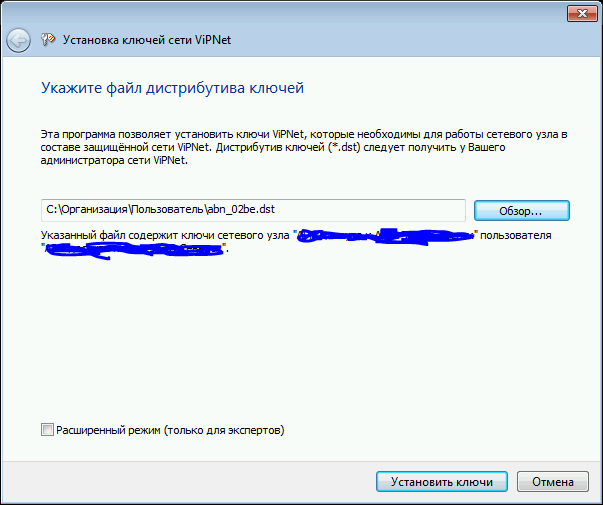 Установка ключей сети ViPNet
Укажите файл дистрибутива ключей
Эта программа позволяет установить ключи ViPNet, которые необходимы для работы сетевого узла в
составе защищённой сети ViPNet. Дистрибутив ключей (*.dst) следует получить у Вашего
администратора сети ViPNet.
C:\Организация\Пользователь\abn_02be.dst
Обзор...
Указанный файл содержит ключи сетевого узла " " пользователя
" ".
Расширенный режим (только для экспертов)
Установить ключи
Отмена